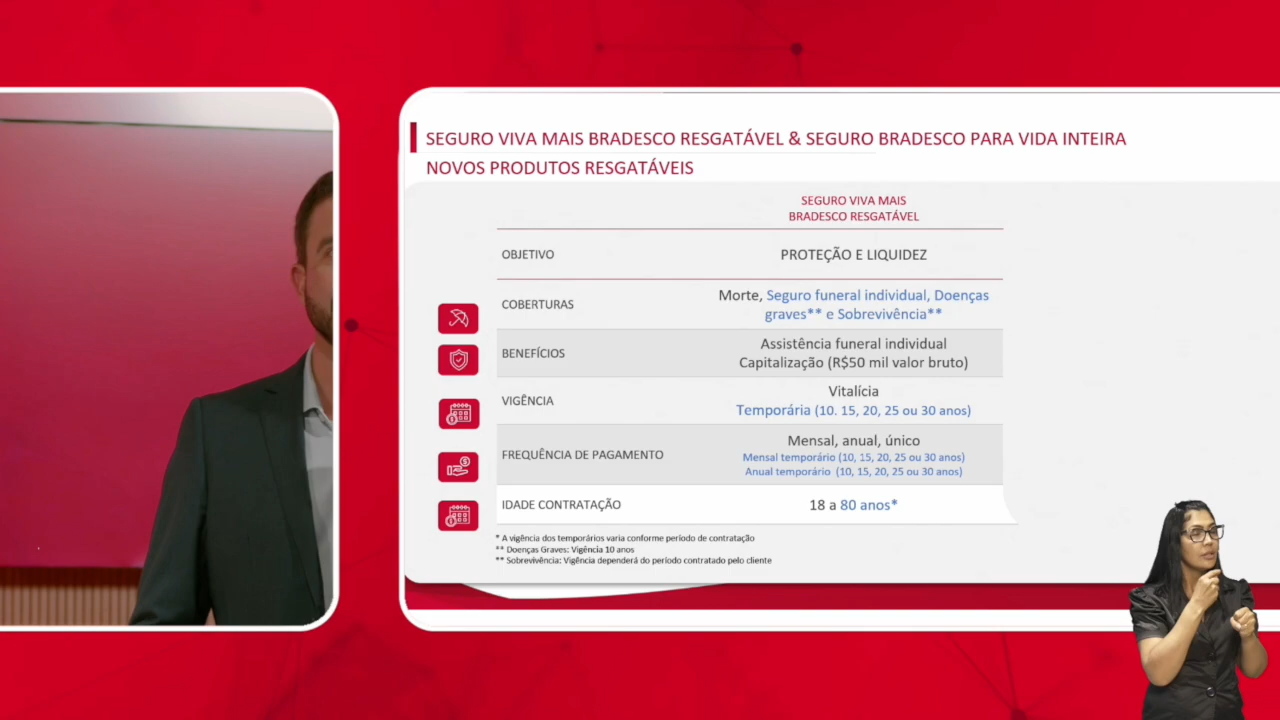 SEGURO VIVA MAIS BRADESCO RESGATÁVEL & SEGURO BRADESCO PARA VIDA INTEIRA
NOVOS PRODUTOS RESGATÁVEIS
SEGURO VIVA MAIS
BRADESCO RESGATÁVEL
OBJETIVO
PROTEÇÃO E LIQUIDEZ
COBERTURAS
Morte, Seguro funeral individual, Doenças
graves** e Sobrevivência**
BENEFÍCIOS
Assistência funeral individual
Capitalização (R$50 mil valor bruto)
VIGÊNCIA
Vitalícia
Temporária (10. 15, 20, 25 ou 30 anos)
FREQUÊNCIA DE PAGAMENTO
Mensal, anual, único
Mensal temporário (10, 15, 20, 25 ou 30 anos)
Anual temporário (10, 15, 20, 25 ou 30 anos)
IDADE CONTRATAÇÃO
18 a 80 anos*
* A vigência dos temporários varia conforme período de contratação
** Doenças Graves: Vigência 10 anos
** Sobrevivência: Vigência dependerá do período contratado pelo cliente